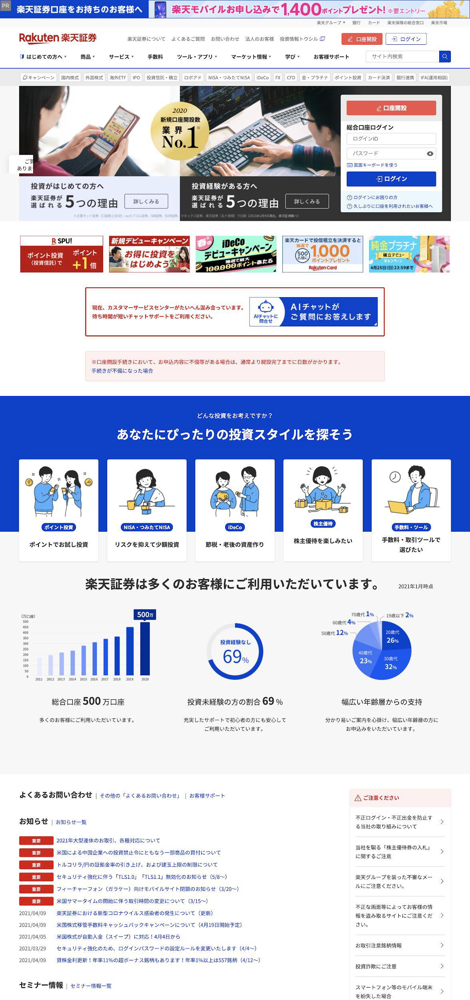 PR
楽天証券口座をお持ちのお客様へ
楽天モバイルお申し込みで1,400ポイントプレゼント! ※要エントリー
楽天グループ 銀行 カード 楽天保険の総合窓口 楽天市場
Rakuten 楽天証券
楽天証券について よくあるご質問 お問い合わせ 法人のお客様 投資情報トウシル
口座開設 ログイン
はじめての方へ 商品 サービス 手数料 ツール・アプリ マーケット情報 学び お客様サポート
サイト内検索
キャンペーン 国内株式 外国株式 海外ETF IPO 投資信託・積立 ロボアド NISA・つみたてNISA iDeCo FX CFD 金・プラチナ ポイント投資 カード決済 銀行連携 IFA(運用相談)
2020
新規口座開設数
業界
No.1※
ご質
ありませ
投資がはじめての方へ
楽天証券が
選ばれる
5つの理由
詳しくみる
投資経験がある方へ
楽天証券が
選ばれる
5つの理由
詳しくみる
※主要ネット証券（口座数上位5社：auカブコム証券、SBI証券、松井証券、マネックス証券、楽天証券（五十音順）で比較（2021年2月4日現在、楽天証券調べ）
口座開設
総合口座ログイン
ログインID
パスワード
画面キーボードを使う
ログイン
ログインにお困りの方
久しぶりに口座を利用されたいお客様へ
R SPU!
ポイント投資
（投資信託）で
ポイント
+1倍
新規デビューキャンペーン
お得に投資を
はじめよう
春の
iDeCo
デビューキャンペーン
抽選で最大
100,000ポイントあたる
楽天カードで投信積立を決済すると
抽選で
500
名様に
1,000
ポイントプレゼント
Rakuten Card
純金プラチナ
積立デビュー
キャンペーン
4月25日(日)23:59まで
現在、カスタマーサービスセンターがたいへん混み合っています。
待ち時間が短いチャットサポートをご利用ください。
AIチャットに
問合せ
AIチャットが
ご質問にお答えします
※口座開設手続きにおいて、お申込内容に不備等がある場合は、通常より開設完了までに日数がかかります。
手続きが不備になった場合
どんな投資をお考えですか？
あなたにぴったりの投資スタイルを探そう
P P
ポイント投資
ポイントでお試し投資
NISA・つみたてNISA
リスクを抑えて少額投資
iDeCo
節税・老後の資産作り
株主優待
株主優待を楽しみたい
手数料・ツール
手数料・取引ツールで
選びたい
楽天証券は多くのお客様にご利用いただいています。
2021年1月時点
（万口座）
500
450
400
350
300
250
200
150
100
50
0
500万
2011 2012 2013 2014 2015 2016 2017 2018 2019 2020
総合口座 500 万口座
多くのお客様にご利用いただいています。
投資経験なし
69%
投資未経験の方の割合 69 %
充実したサポートで初心者の方にも安心して
ご利用いただいています。
70歳代 1%
19歳以下 2%
60歳代 4%
50歳代 12%
20歳代
26%
40歳代
23%
30歳代
32%
幅広い年齢層からの支持
分かり易いご案内を心掛け、幅広い年齢層の方に
お申込みをいただいています。
よくあるお問い合わせ | その他の「よくあるお問い合わせ」 | お客様サポート
お知らせ | お知らせ一覧
重要 2021年大型連休のお取引、各種対応について
重要 米国による中国企業への投資禁止令にともなう一部商品の買付について
重要 トルコリラ/円の証拠金率の引き上げ、および建玉上限の制限について
重要 セキュリティ強化に伴う「TLS1.0」「TLS1.1」無効化のお知らせ（5/8～）
重要 フィーチャーフォン（ガラケー）向けモバイルサイト閉鎖のお知らせ（3/20～）
重要 米国サマータイムの開始に伴う取引時間の変更について（3/15～）
2021/04/09 楽天証券における新型コロナウイルス感染者の発生について（更新）
2021/04/09 米国株式移管手数料キャッシュバックキャンペーンについて（4月19日開始予定）
2021/04/05 米国株式が自動入金（スイープ）に対応！4月4日から
2021/03/29 セキュリティ強化のため、ログインパスワードの設定ルールを変更いたします（4/4～）
2021/04/09 貸株金利更新！年率11%の超ボーナス銘柄もあります！年率1%以上は557銘柄（4/12～）
セミナー情報 | セミナー情報一覧
ご注意ください
不正ログイン・不正出金を防止す
る当社の取り組みについて
当社を騙る「株主優待券の入札」
に関するご注意
楽天グループを装った不審なメー
ルにご注意ください。
不正な画面等によってお客様の情
報を盗み取るサイトにご注意くだ
さい。
お取引注意銘柄情報
投資詐欺にご注意
スマートフォン等のモバイル端末
を紛失した場合